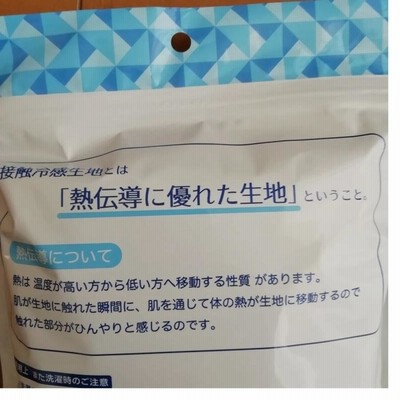 接触冷感生地とは
「熱伝導に優れた生地」ということ。
熱伝導について
熱は 温度が高い方から低い方へ移動する性質 があります。
肌が生地に触れた瞬間に、肌を通じて体の熱が生地に移動するので
触れた部分がひんやりと感じるのです。
また洗濯時のご注意